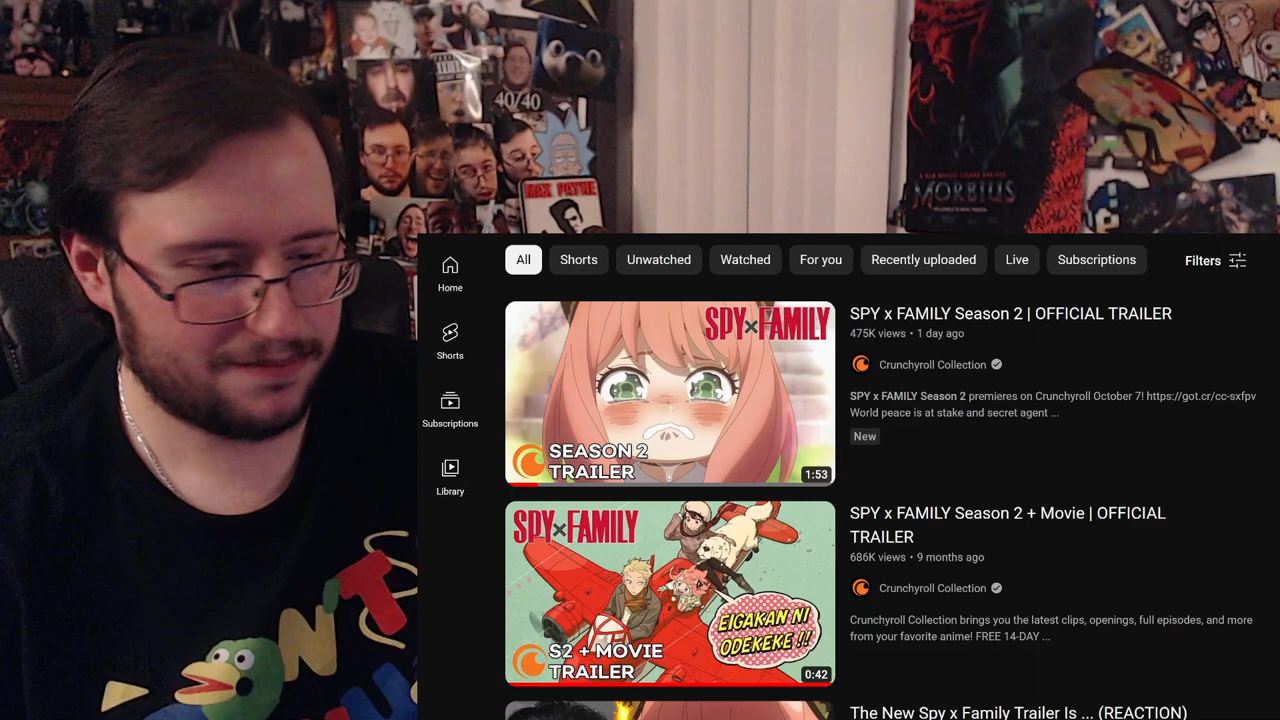 40/40
MAX PAYNE
MORBIUS
N'T
All
Shorts
Unwatched
Watched
For you
Recently uploaded
Live
Subscriptions
Filters
Home
Shorts
Subscriptions
Library
SPY×FAMILY
SEASON 2
TRAILER
1:53
SPY x FAMILY Season 2 | OFFICIAL TRAILER
475K views • 1 day ago
Crunchyroll Collection
SPY x FAMILY Season 2 premieres on Crunchyroll October 7! https://got.cr/cc-sxfpv
World peace is at stake and secret agent ...
New
SPY×FAMILY
EIGAKAN NI
ODEKEKE !!
S2 + MOVIE
TRAILER
0:42
SPY x FAMILY Season 2 + Movie | OFFICIAL
TRAILER
686K views • 9 months ago
Crunchyroll Collection
Crunchyroll Collection brings you the latest clips, openings, full episodes, and more
from your favorite anime! FREE 14-DAY ...
The New Spy x Family Trailer Is ... (REACTION)